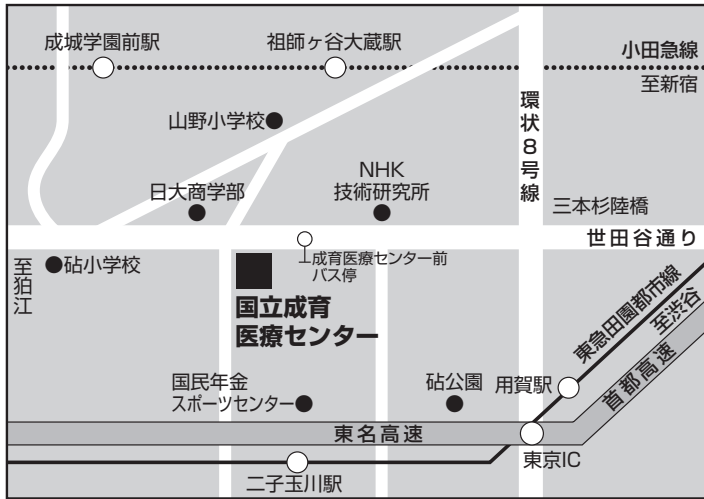 成城学園前駅
祖師ヶ谷大蔵駅
小田急線
至新宿
山野小学校
環状8号線
日大商学部
NHK
技術研究所
三本杉陸橋
世田谷通り
至狛江
砧小学校
成育医療センター前
バス停
国立成育
医療センター
東急田園都市線
至渋谷
首都高速
国民年金
スポーツセンター
砧公園
用賀駅
東名高速
東京IC
二子玉川駅